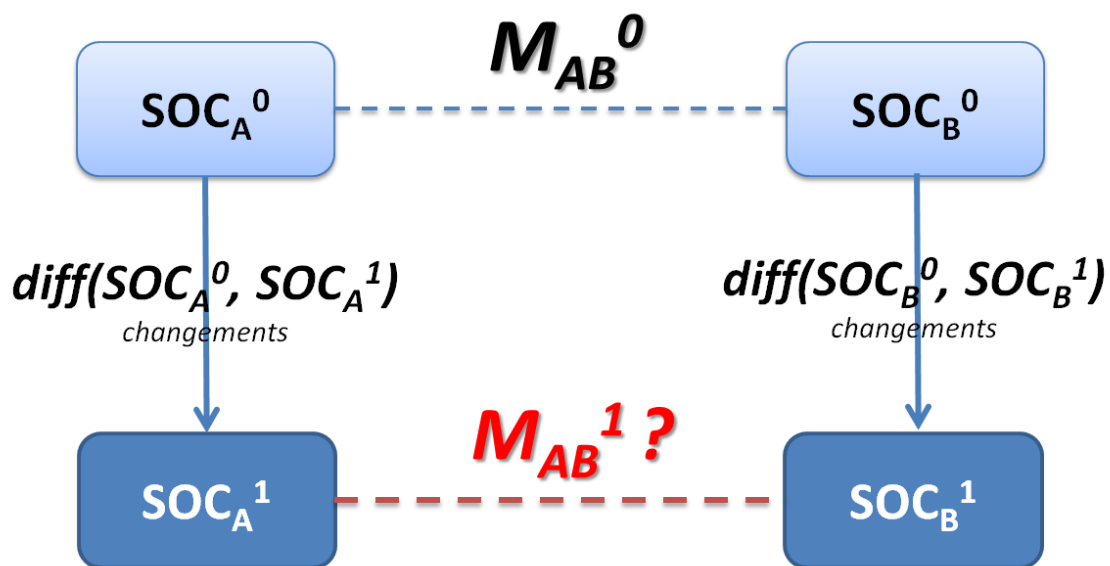 M_AB^0
SOC_A^0
SOC_B^0
diff(SOC_A^0, SOC_A^1)
changements
diff(SOC_B^0, SOC_B^1)
changements
M_AB^1 ?
SOC_A^1
SOC_B^1